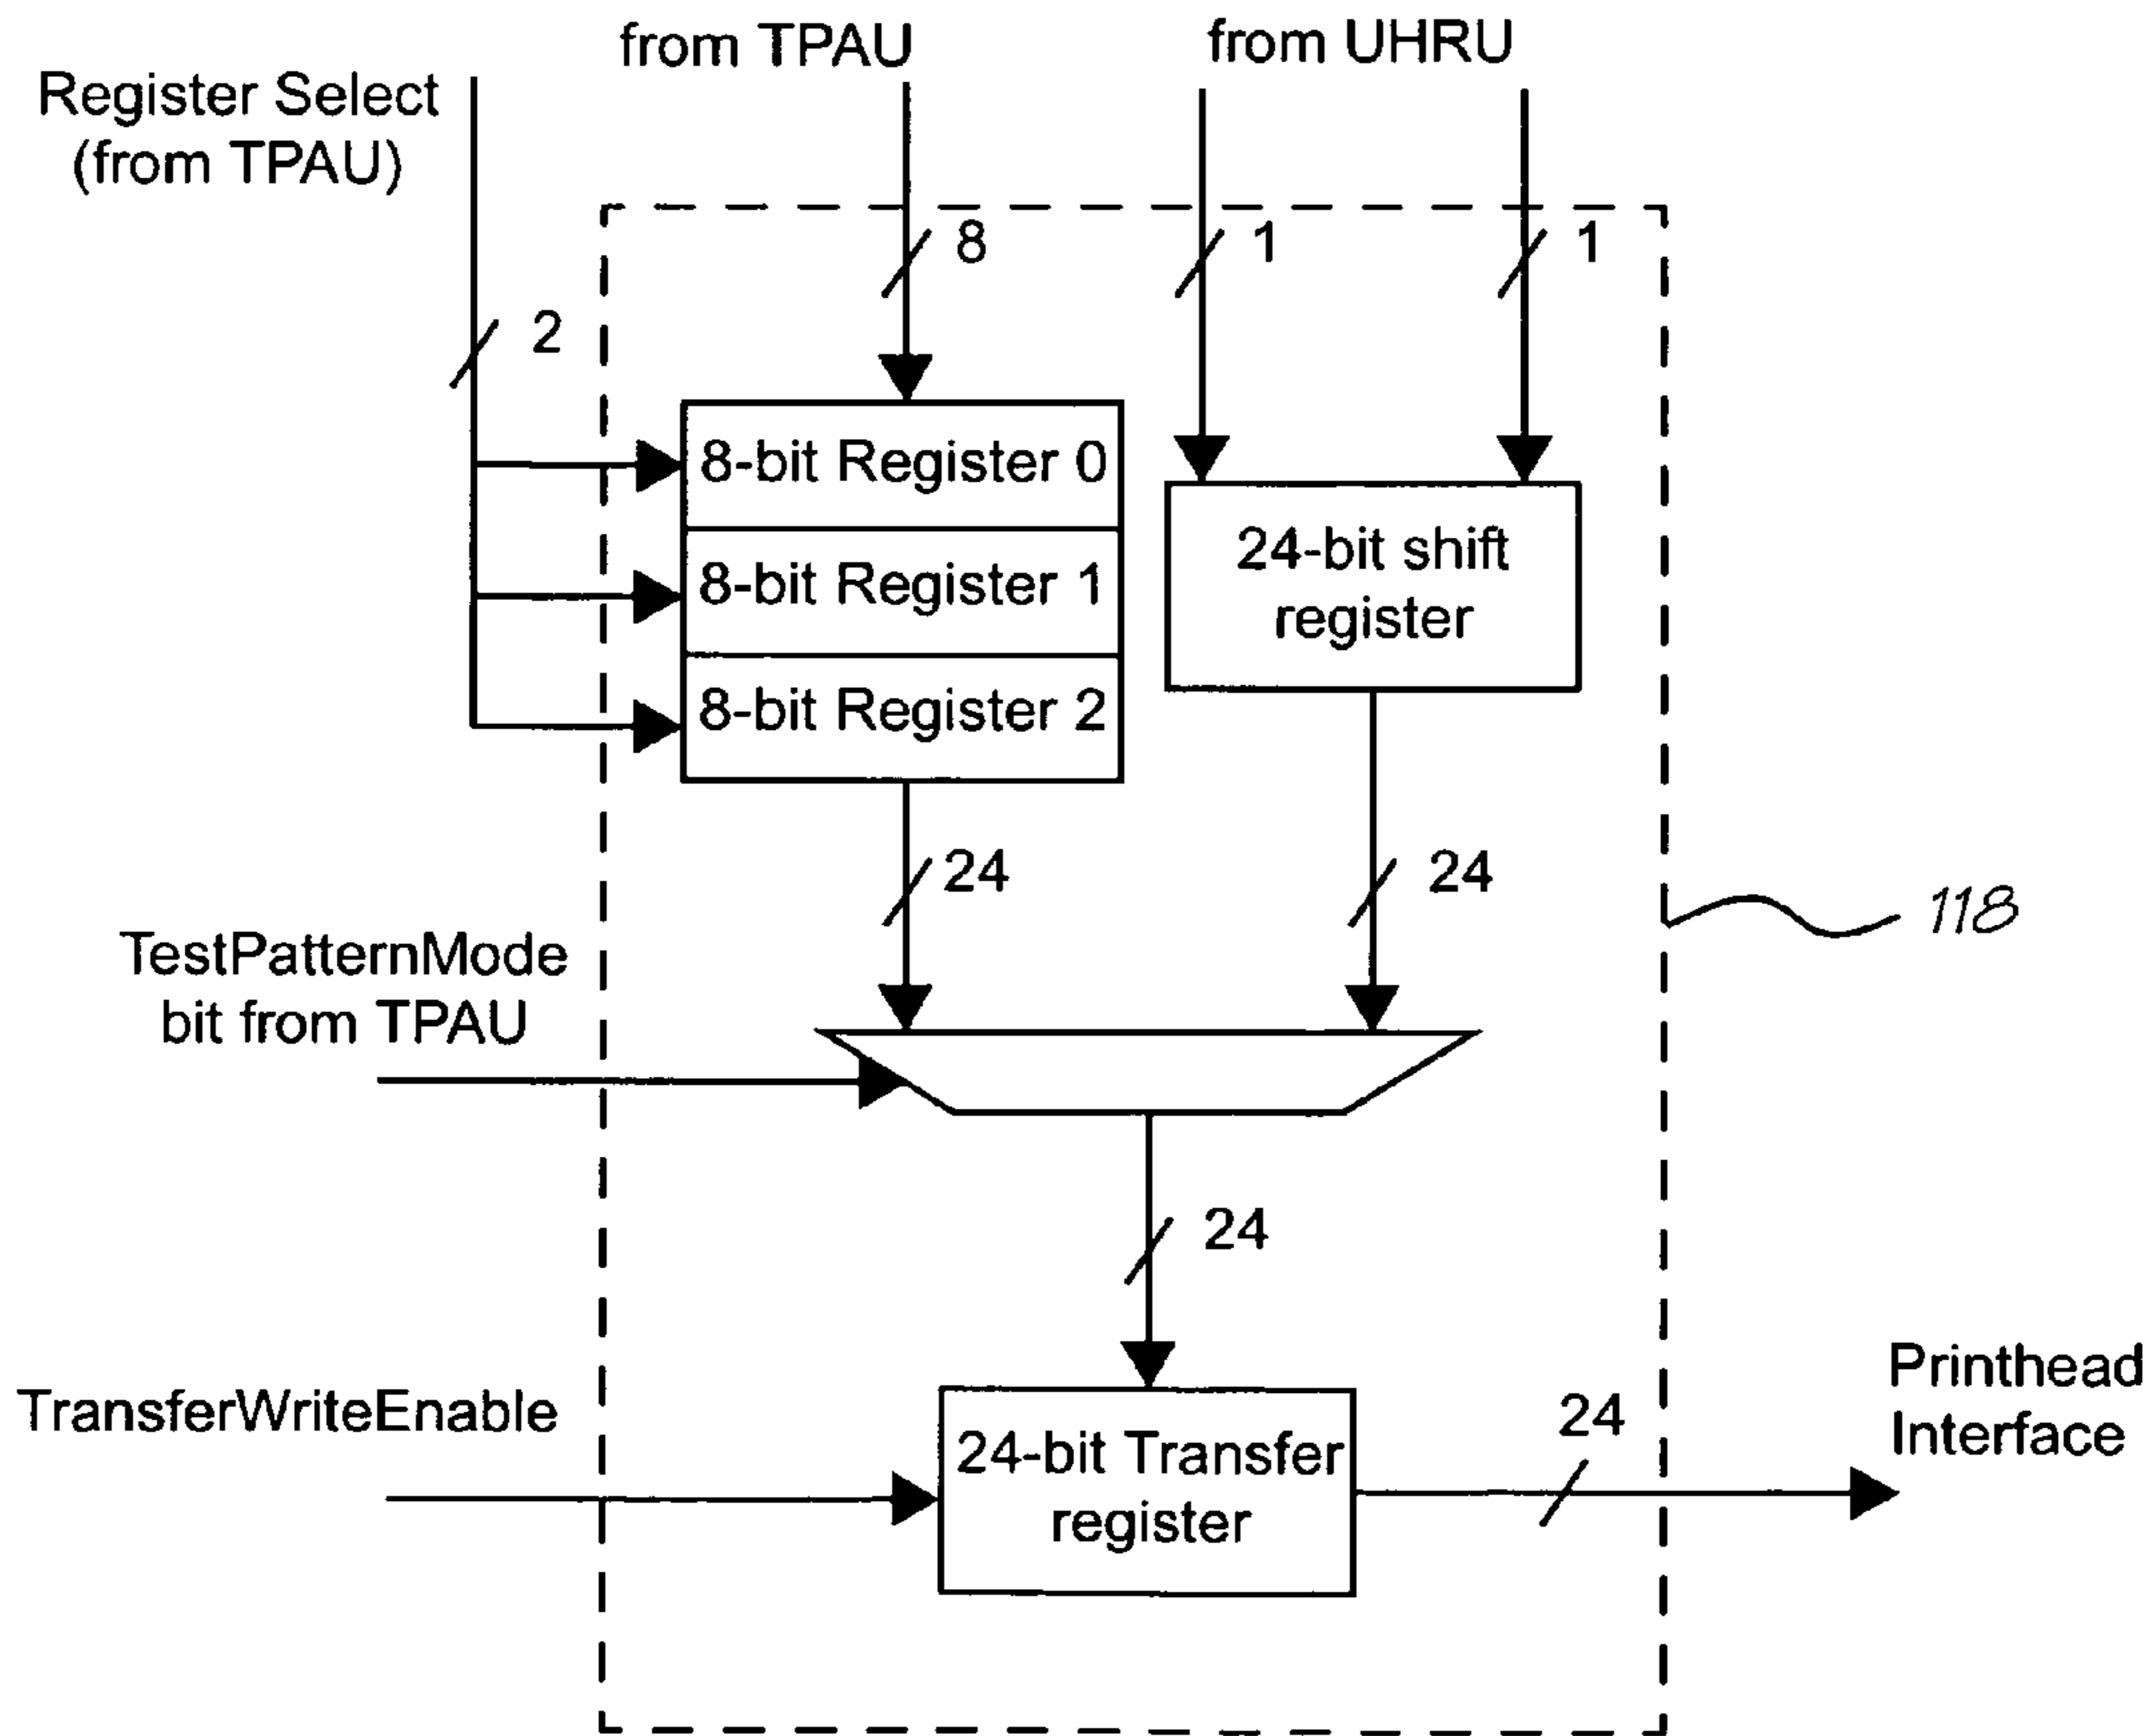 from TPAU
from UHRU
Register Select
(from TPAU)
8
1
1
2
8-bit Register 0
8-bit Register 1
8-bit Register 2
24-bit shift
register
24
24
118
TestPatternMode
bit from TPAU
24
TransferWriteEnable
24-bit Transfer
register
24
Printhead
Interface